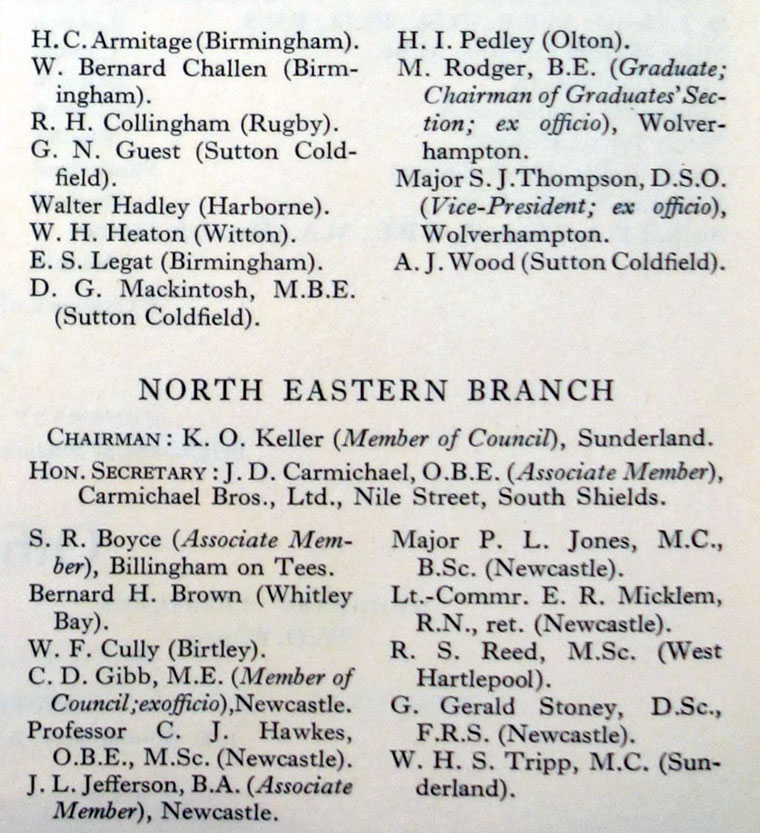 H. C. Armitage (Birmingham).
W. Bernard Challen (Birm-
ingham).
R. H. Collingham (Rugby).
G. N. Guest (Sutton Cold-
field).
Walter Hadley (Harborne).
W. H. Heaton (Witton).
E. S. Legat (Birmingham).
D. G. Mackintosh, M.B.E.
(Sutton Coldfield).
H. I. Pedley (Olton).
M. Rodger, B.E. (Graduate;
Chairman of Graduates' Sec-
tion; ex officio), Wolver-
hampton.
Major S. J. Thompson, D.S.O.
(Vice-President; ex officio),
Wolverhampton.
A. J. Wood (Sutton Coldfield).
NORTH EASTERN BRANCH
CHAIRMAN: K. O. Keller (Member of Council), Sunderland.
HON. SECRETARY: J. D. Carmichael, O.B.E. (Associate Member),
Carmichael Bros., Ltd., Nile Street, South Shields.
S. R. Boyce (Associate Mem-
ber), Billingham on Tees.
Bernard H. Brown (Whitley
Bay).
W. F. Cully (Birtley).
C. D. Gibb, M.E. (Member of
Council; ex officio), Newcastle.
Professor C. J. Hawkes,
O.B.E., M.Sc. (Newcastle).
J. L. Jefferson, B.A. (Associate
Member), Newcastle.
Major P. L. Jones, M.C.,
B.Sc. (Newcastle).
Lt.-Commr. E. R. Micklem,
R.N., ret. (Newcastle).
R. S. Reed, M.Sc. (West
Hartlepool).
G. Gerald Stoney, D.Sc.,
F.R.S. (Newcastle).
W. H. S. Tripp, M.C. (Sun-
derland).